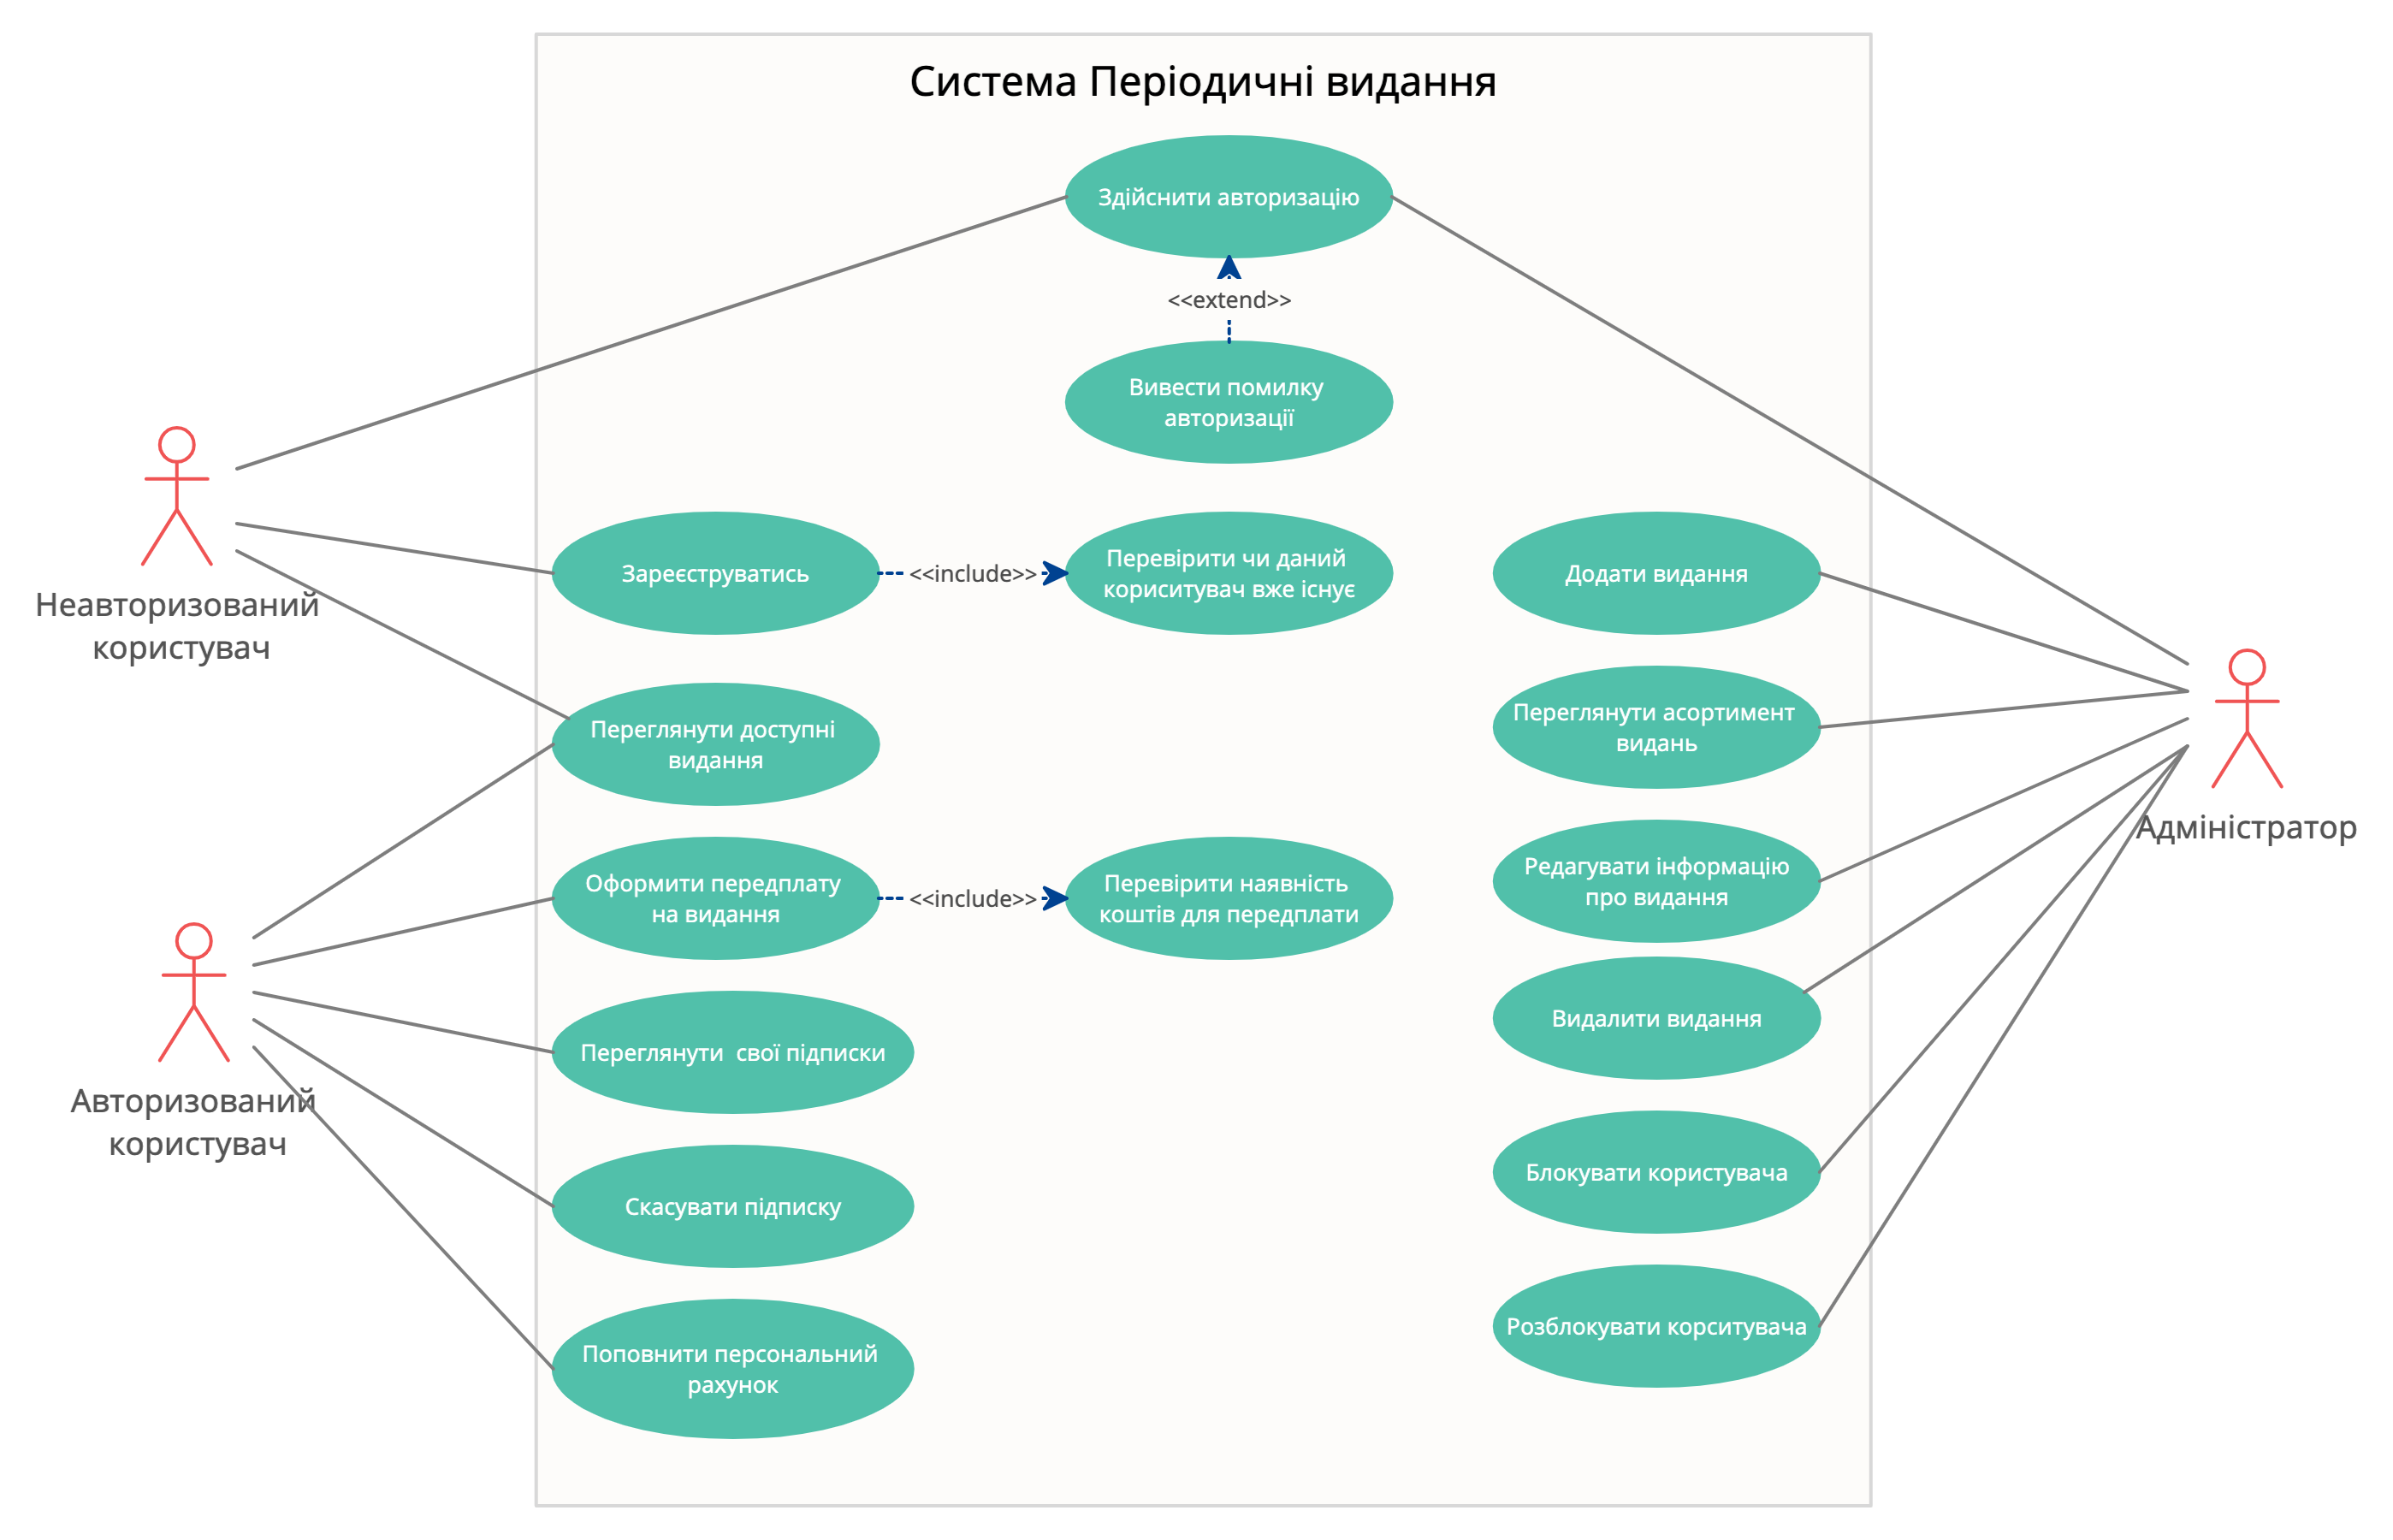 Система Періодичні видання
Здійснити авторизацію
<<extend>>
Вивести помилку
авторизації
Неавторизований
користувач
Зареєструватись
<<include>>
Перевірити чи даний
кориситувач вже існує
Додати видання
Переглянути доступні
видання
Переглянути асортимент
видань
Адміністратор
Оформити передплату
на видання
<<include>>
Перевірити наявність
коштів для передплати
Редагувати інформацію
про видання
Авторизований
користувач
Переглянути  свої підписки
Видалити видання
Скасувати підписку
Блокувати користувача
Поповнити персональний
рахунок
Розблокувати корситувача